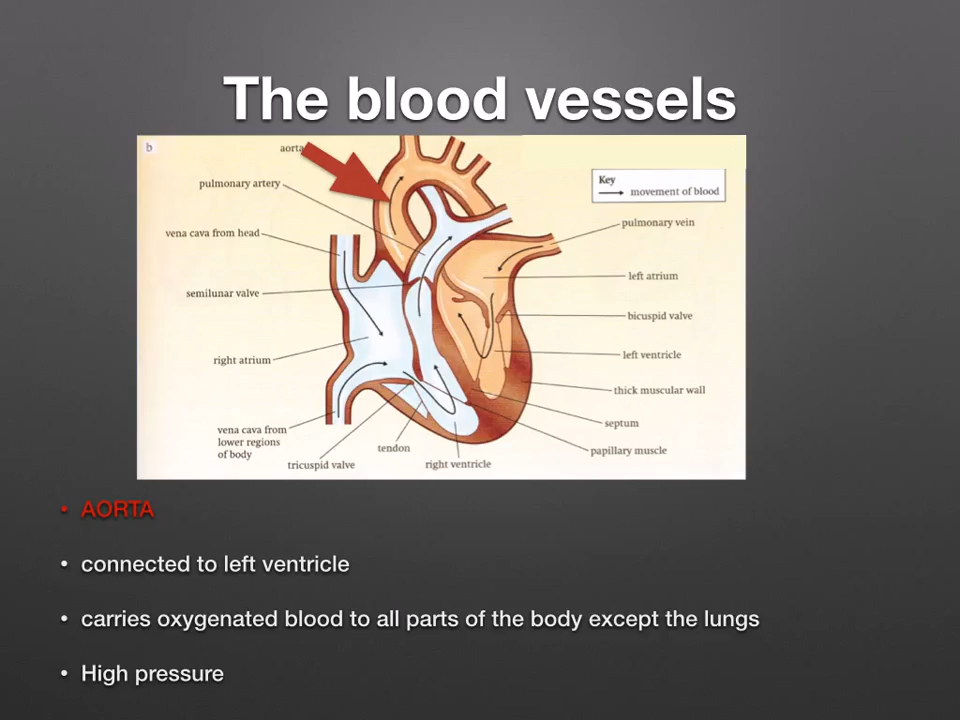 The blood vessels
b
aorta
pulmonary artery
vena cava from head
semilunar valve
right atrium
vena cava from
lower regions
of body
tricuspid valve
tendon
right ventricle
Key
movement of blood
pulmonary vein
left atrium
bicuspid valve
left ventricle
thick muscular wall
septum
papillary muscle
• AORTA
• connected to left ventricle
• carries oxygenated blood to all parts of the body except the lungs
• High pressure